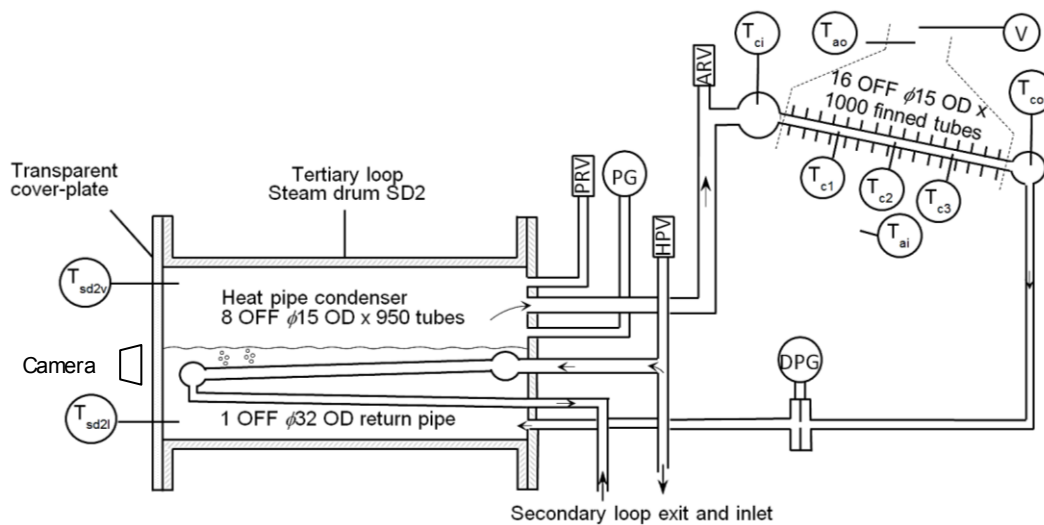 Transparent
cover-plate
Tertiary loop
Steam drum SD2
T sd2v
Heat pipe condenser
8 OFF ϕ15 OD x 950 tubes
Camera
T sd2l
1 OFF ϕ32 OD return pipe
Secondary loop exit and inlet
PRV
PG
HPV
ARV
T ci
T ao
V
T co
16 OFF ϕ15 OD x
1000 finned tubes
T c1
T c2
T c3
T ai
DPG